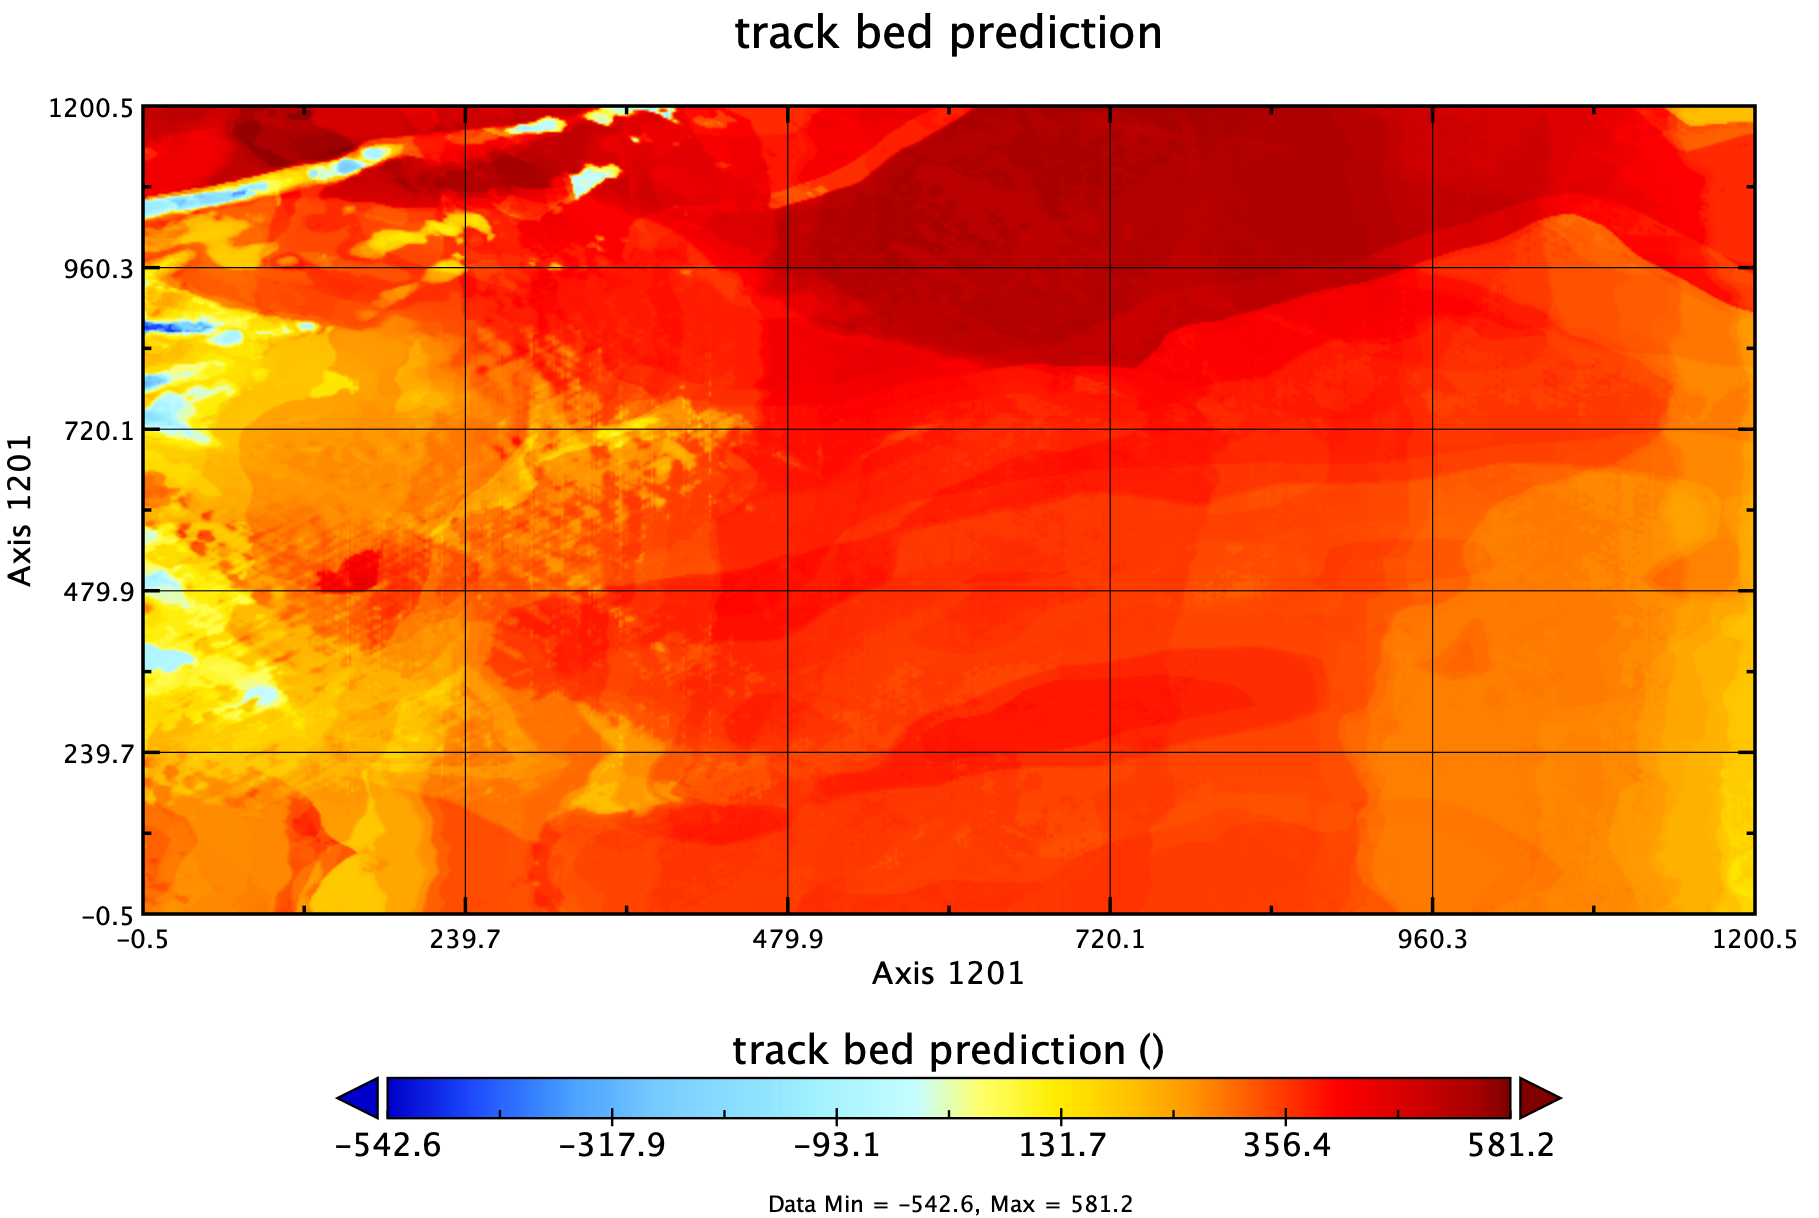 track bed prediction
1200.5
960.3
720.1
479.9
239.7
−0.5
Axis 1201
−0.5 239.7 479.9 720.1 960.3 1200.5
Axis 1201
track bed prediction ()
−542.6 −317.9 −93.1 131.7 356.4 581.2
Data Min = −542.6, Max = 581.2